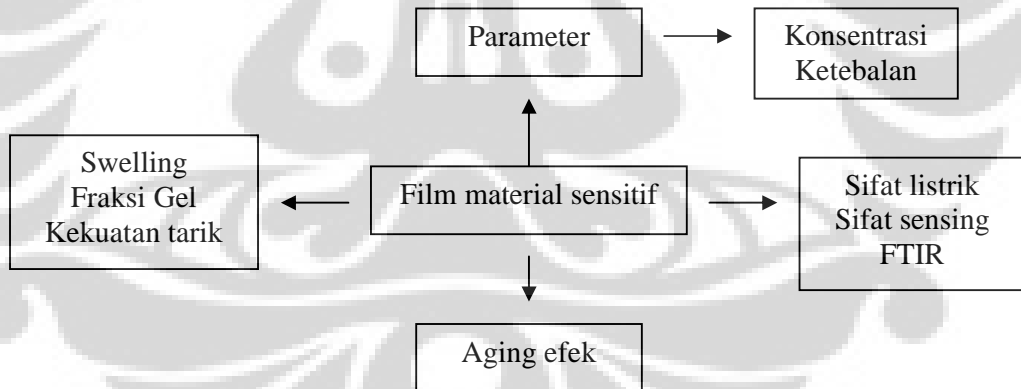 Parameter
Konsentrasi
Ketebalan
Swelling
Fraksi Gel
Kekuatan tarik
Film material sensitif
Sifat listrik
Sifat sensing
FTIR
Aging efek